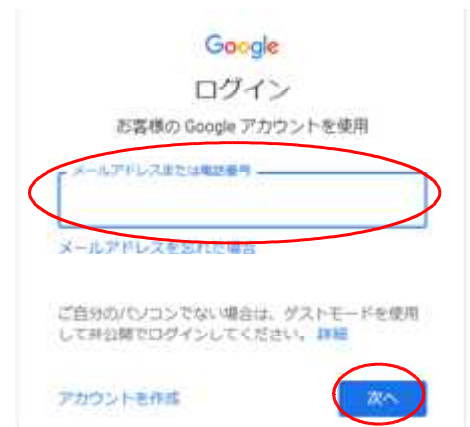 Google
ログイン
お客様の Google アカウントを使用
メールアドレスまたは電話番号
メールアドレスを忘れた場合
ご自分のパソコンでない場合は、ゲストモードを使用
して非公開でログインしてください。 詳細
アカウントを作成
次へ